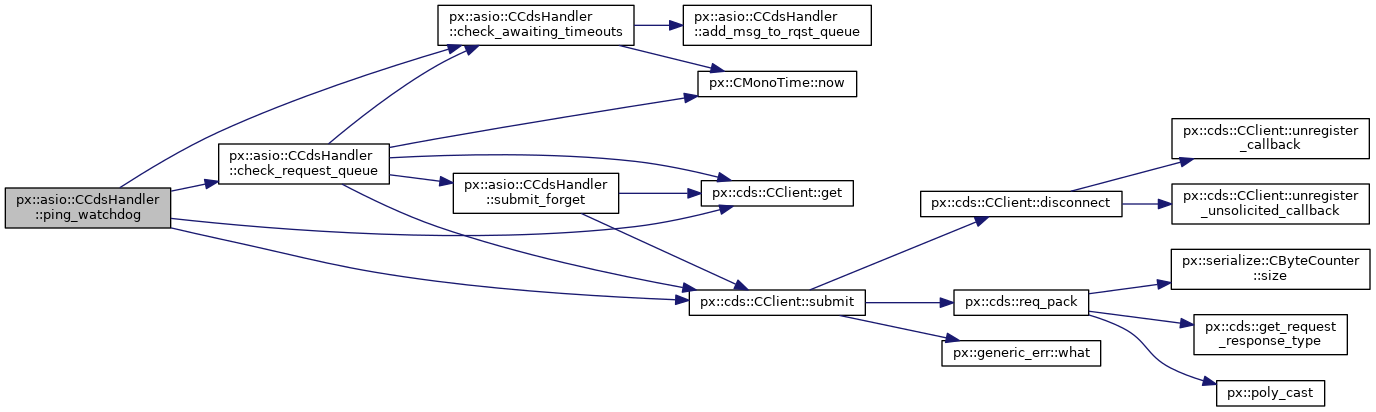 px::asio::CCdsHandler
::ping_watchdog
px::asio::CCdsHandler
::check_request_queue
px::asio::CCdsHandler
::check_awaiting_timeouts
px::asio::CCdsHandler
::add_msg_to_rqst_queue
px::CMonoTime::now
px::asio::CCdsHandler
::submit_forget
px::cds::CClient::get
px::cds::CClient::submit
px::cds::CClient::disconnect
px::cds::CClient::unregister
_callback
px::cds::CClient::unregister
_unsolicited_callback
px::cds::req_pack
px::serialize::CByteCounter
::size
px::cds::get_request
_response_type
px::poly_cast
px::generic_err::what